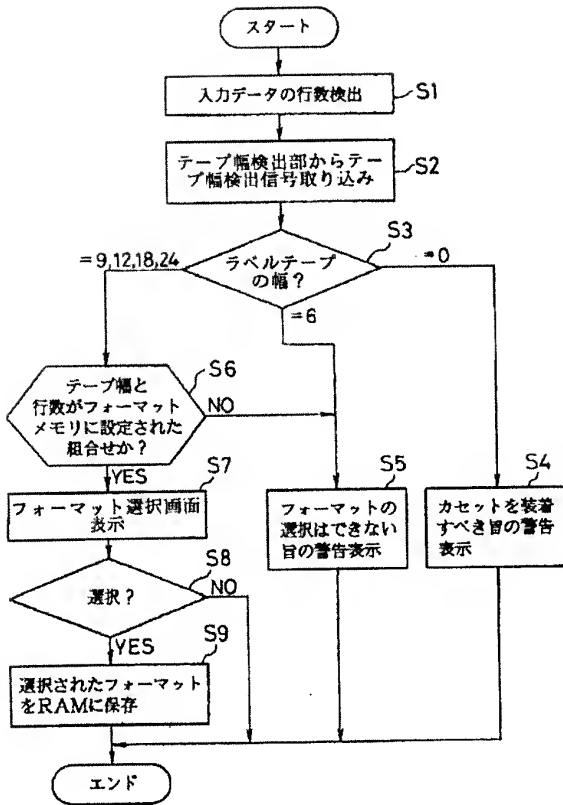 スタート
入力データの行数検出
S1
テープ幅検出部からテー
プ幅検出信号取り込み
S2
S3
ラベルテープ
の幅？
=9,12,18,24
=0
=6
S6
テープ幅と
行数がフォーマット
メモリに設定された
組合せか？
NO
YES
S7
フォーマット選択画面
表示
S5
フォーマットの
選択はできない
旨の警告表示
S4
カセットを装着
すべき旨の警告
表示
S8
選択？
NO
YES
S9
選択されたフォーマット
をRAMに保存
エンド